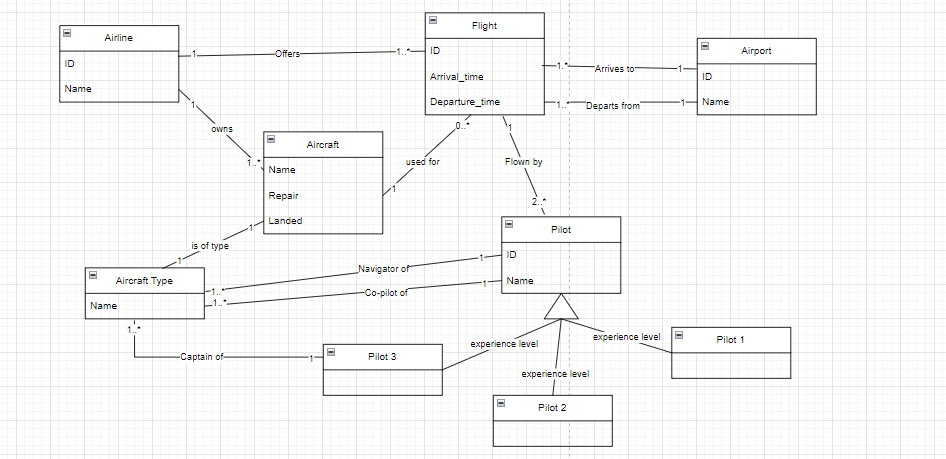 Airline
ID
Name
1
Offers
1..*
Flight
ID
Arrival_time
Departure_time
1..*
Arrives to
1
1..*
Departs from
1
Airport
ID
Name
1
owns
1..*
Aircraft
Name
Repair
Landed
0..*
used for
1
1
Flown by
2..*
Pilot
ID
Name
1
is of type
1
Aircraft Type
Name
1..*
Navigator of
1
1..*
Co-pilot of
1
1..*
Captain of
1
Pilot 3
experience level
experience level
experience level
Pilot 1
Pilot 2